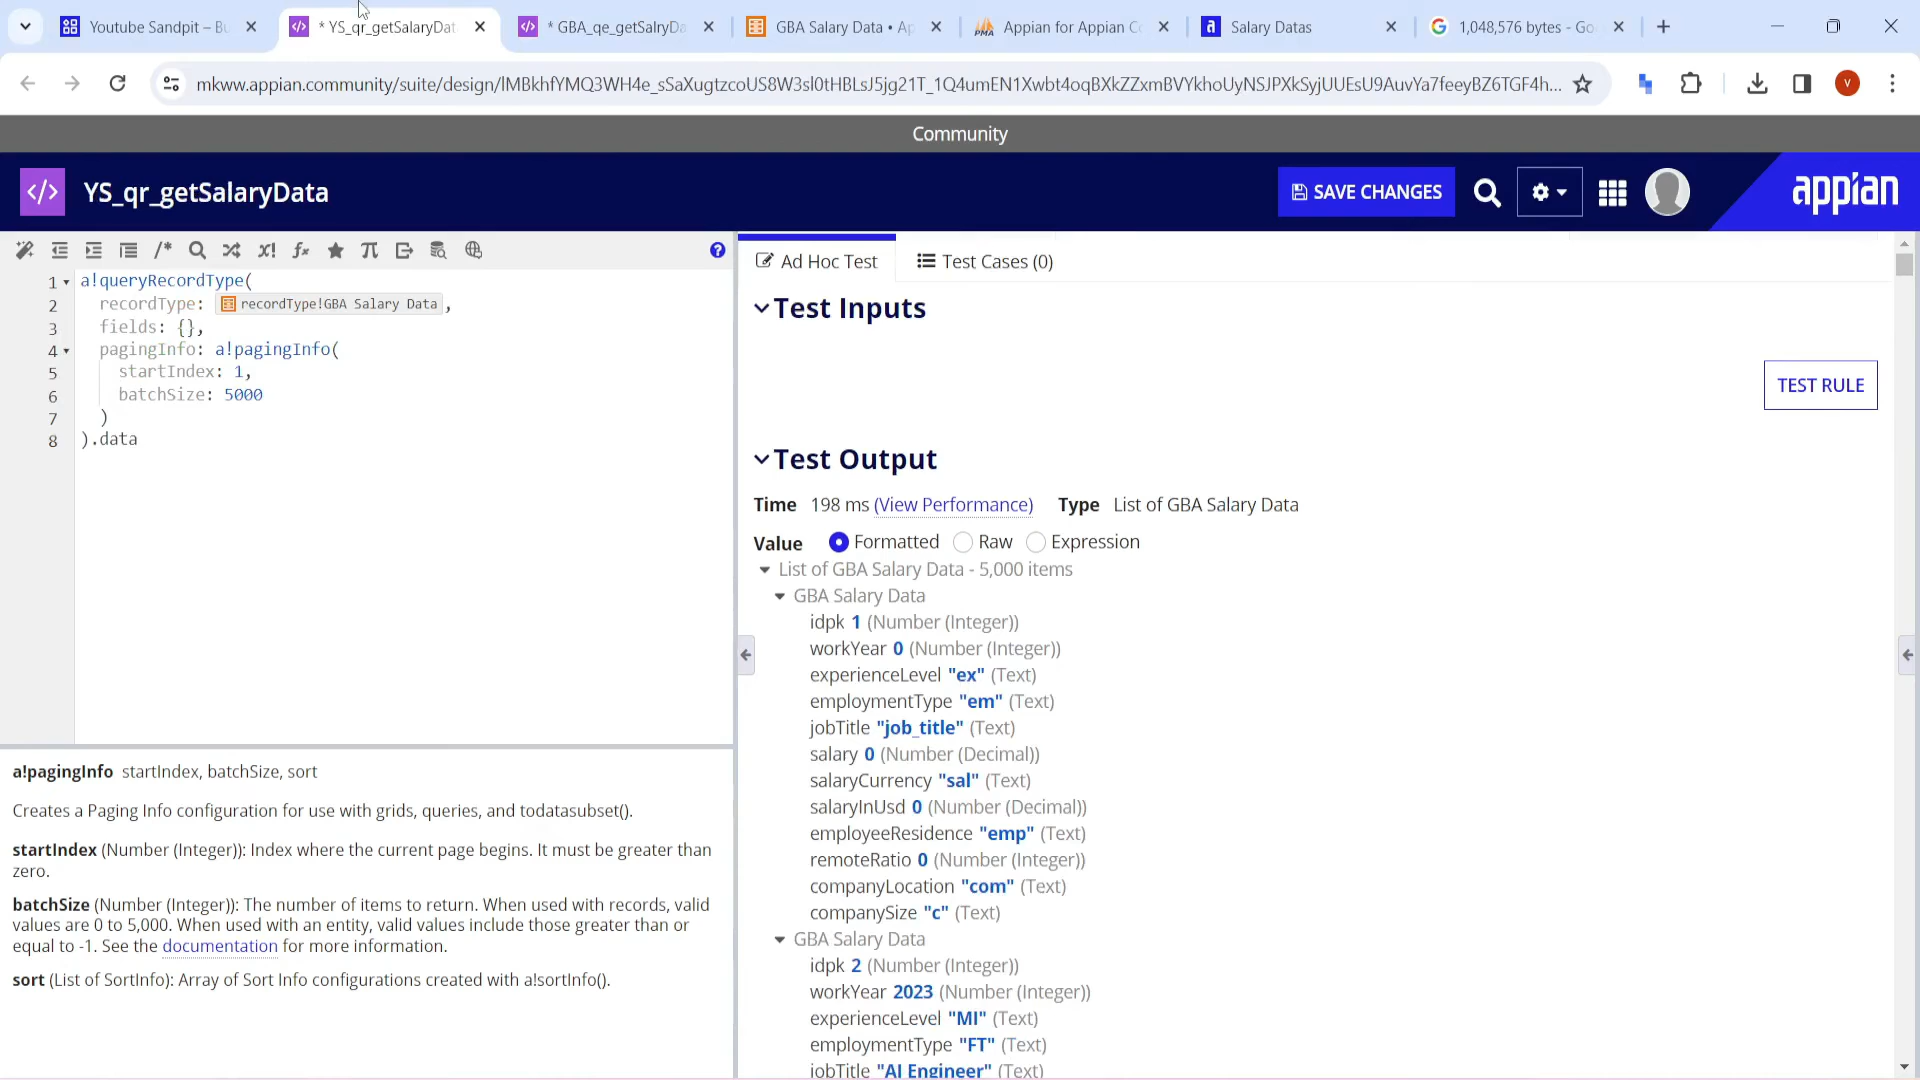 Youtube Sandpit – B
* YS_qr_getSalaryDat
* GBA_qe_getSalryDa
GBA Salary Data • Ap
Appian for Appian Co
Salary Datas
1,048,576 bytes - Go
mkww.appian.community/suite/design/lMBkhfYMQ3WH4e_sSaXugtzcoUS8W3sl0tHBLsJ5jg21T_1Q4umEN1Xwbt4oqBXkZZxmBVYkhoUyNSJPXkSyjUUEsU9AuvYa7feeyBZ6TGF4h...
V
Community
YS_qr_getSalaryData
SAVE CHANGES
appian
1 a!queryRecordType(
2 recordType: recordType!GBA Salary Data ,
3 fields: {},
4 pagingInfo: a!pagingInfo(
5 startIndex: 1,
6 batchSize: 5000
7 )
8 ).data
a!pagingInfo startIndex, batchSize, sort
Creates a Paging Info configuration for use with grids, queries, and todatasubset().
startIndex (Number (Integer)): Index where the current page begins. It must be greater than
zero.
batchSize (Number (Integer)): The number of items to return. When used with records, valid
values are 0 to 5,000. When used with an entity, valid values include those greater than or
equal to -1. See the documentation for more information.
sort (List of SortInfo): Array of Sort Info configurations created with a!sortInfo().
Ad Hoc Test
Test Cases (0)
Test Inputs
TEST RULE
Test Output
Time 198 ms (View Performance) Type List of GBA Salary Data
Value Formatted Raw Expression
List of GBA Salary Data - 5,000 items
GBA Salary Data
idpk 1 (Number (Integer))
workYear 0 (Number (Integer))
experienceLevel "ex" (Text)
employmentType "em" (Text)
jobTitle "job_title" (Text)
salary 0 (Number (Decimal))
salaryCurrency "sal" (Text)
salaryInUsd 0 (Number (Decimal))
employeeResidence "emp" (Text)
remoteRatio 0 (Number (Integer))
companyLocation "com" (Text)
companySize "c" (Text)
GBA Salary Data
idpk 2 (Number (Integer))
workYear 2023 (Number (Integer))
experienceLevel "MI" (Text)
employmentType "FT" (Text)
jobTitle "AI Engineer" (Text)